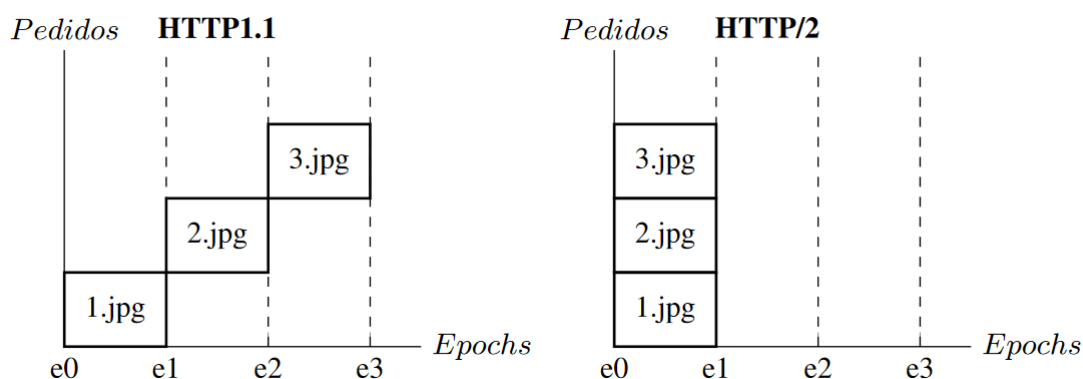 Pedidos HTTP1.1
3.jpg
2.jpg
1.jpg
Epochs
e0 e1 e2 e3
Pedidos HTTP/2
3.jpg
2.jpg
1.jpg
Epochs
e0 e1 e2 e3